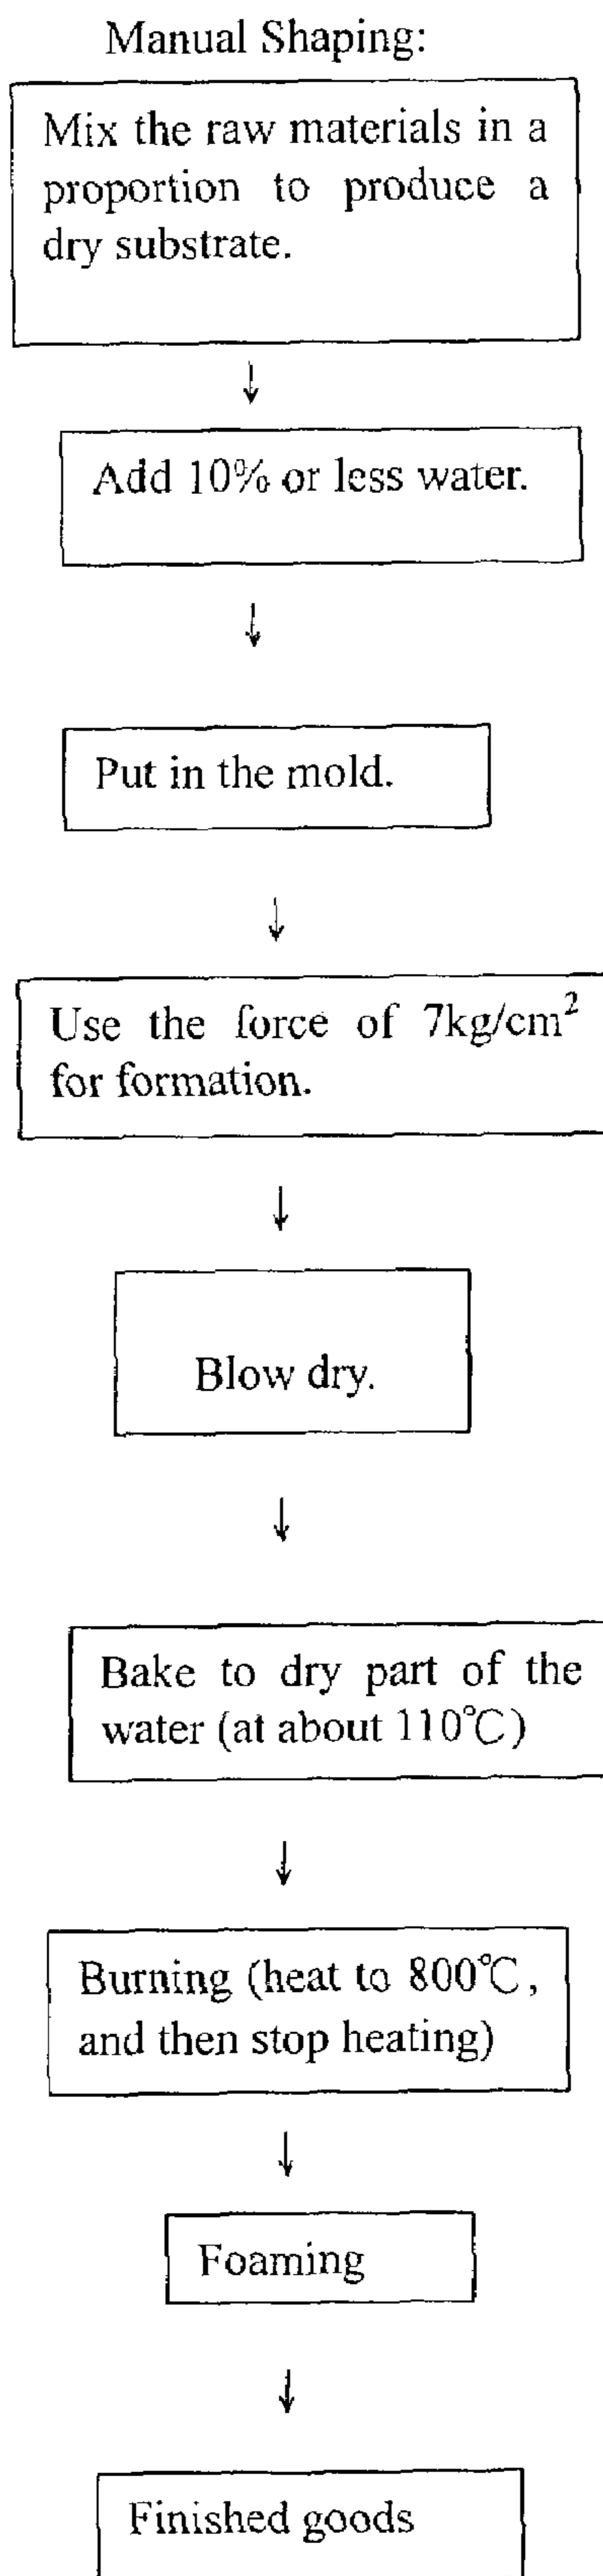 Manual Shaping:
Mix the raw materials in a
proportion to produce a
dry substrate.
↓
Add 10% or less water.
↓
Put in the mold.
↓
Use the force of 7kg/cm²
for formation.
↓
Blow dry.
↓
Bake to dry part of the
water (at about 110℃)
↓
Burning (heat to 800℃,
and then stop heating)
↓
Foaming
↓
Finished goods